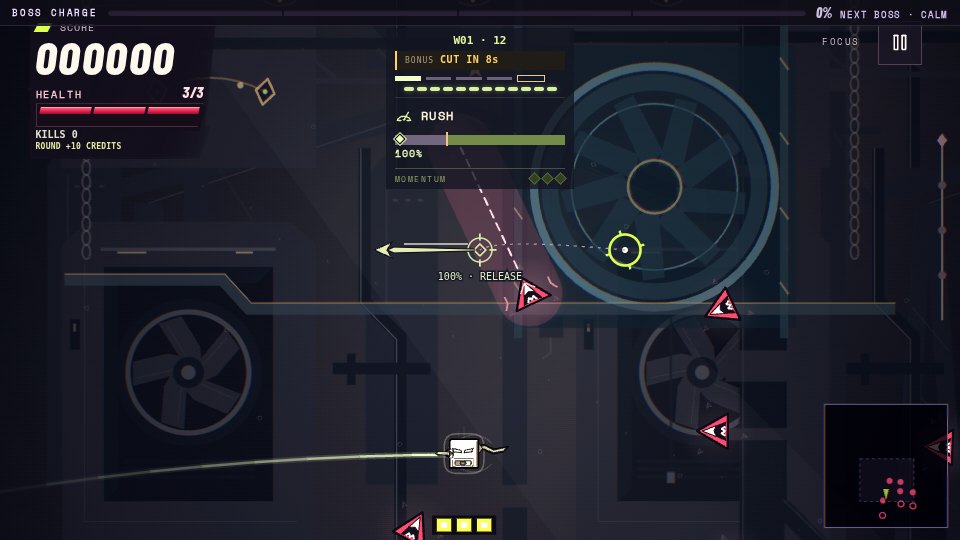 BOSS CHARGE
0% NEXT BOSS · CALM
SCORE
000000
HEALTH 3/3
KILLS 0
ROUND +10 CREDITS
W01 · 12
BONUS CUT IN 8s
RUSH
100%
MOMENTUM
FOCUS
100% · RELEASE